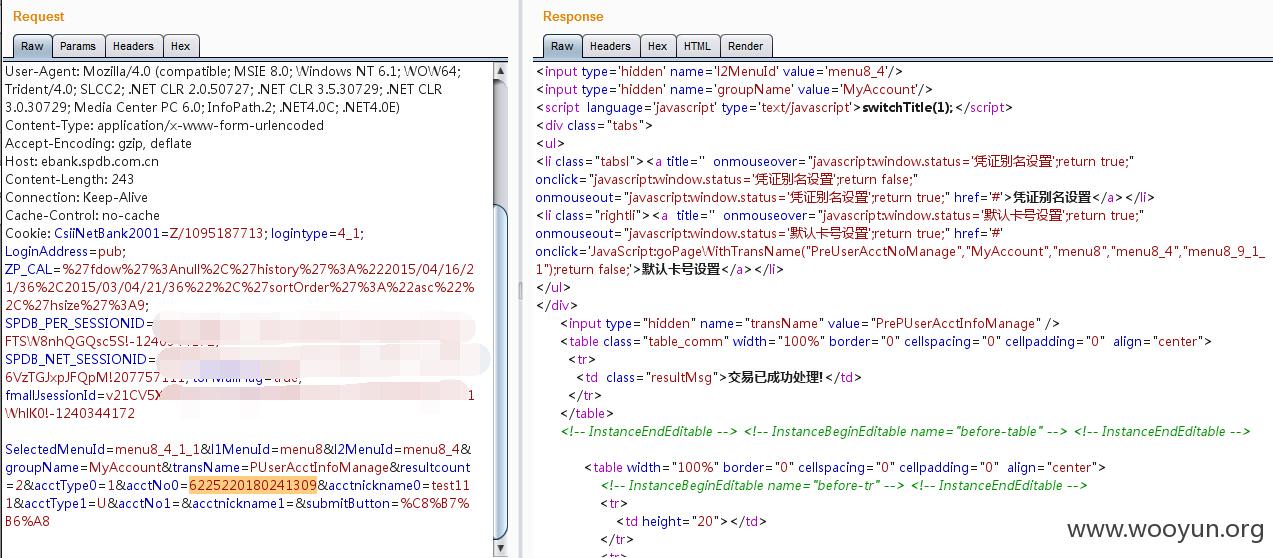 Request
Raw Params Headers Hex
User-Agent: Mozilla/4.0 (compatible; MSIE 8.0; Windows NT 6.1; WOW64;
Trident/4.0; SLCC2; .NET CLR 2.0.50727; .NET CLR 3.5.30729; .NET CLR
3.0.30729; Media Center PC 6.0; InfoPath.2; .NET4.0C; .NET4.0E)
Content-Type: application/x-www-form-urlencoded
Accept-Encoding: gzip, deflate
Host: ebank.spdb.com.cn
Content-Length: 243
Connection: Keep-Alive
Cache-Control: no-cache
Cookie: CsiiNetBank2001=Z/1095187713; logintype=4_1;
LoginAddress=pub;
ZP_CAL=%27fdow%27%3Anull%2C%27history%27%3A%222015/04/16/2
1/36%2C2015/03/04/21/36%22%2C%27sortOrder%27%3A%22asc%22%
2C%27hsize%27%3A9;
SPDB_PER_SESSIONID=
FTSW8nhQGQsc5S!-1240344172;
SPDB_NET_SESSIONID=
6VzTGJxpJFQpM!207757111;
fmallJsessionId=v21CV5X 1
WhlK0!-1240344172
SelectedMenuId=menu8_4_1_1&l1MenuId=menu8&l2MenuId=menu8_4&
groupName=MyAccount&transName=PUserAcctInfoManage&resultcount
=2&acctType0=1&acctNo0=6225220180241309&acctnickname0=test11
1&acctType1=U&acctNo1=&acctnickname1=&submitButton=%C8%B7%
B6%A8
Response
Raw Headers Hex HTML Render
<input type='hidden' name='l2MenuId' value='menu8_4'/>
<input type='hidden' name='groupName' value='MyAccount'/>
<script language='javascript' type='text/javascript'>switchTitle(1);</script>
<div class="tabs">
<ul>
<li class="tabsl"><a title='' onmouseover="javascript:window.status='凭证别名设置';return true;"
onclick="javascript:window.status='凭证别名设置';return false;"
onmouseout="javascript:window.status='凭证别名设置';return true;" href='#'>凭证别名设置</a></li>
<li class="rightli"><a title='' onmouseover="javascript:window.status='默认卡号设置';return true;"
onmouseout="javascript:window.status='默认卡号设置';return true;" href='#'
onclick='JavaScript:goPageWithTransName("PreUserAcctNoManage","MyAccount","menu8","menu8_4","menu8_9_1_
1");return false;'>默认卡号设置</a></li>
</ul>
</div>
<input type="hidden" name="transName" value="PrePUserAcctInfoManage" />
<table class="table_comm" width="100%" border="0" cellspacing="0" cellpadding="0" align="center">
<tr>
<td class="resultMsg">交易已成功处理!</td>
</tr>
</table>
<!-- InstanceEndEditable --> <!-- InstanceBeginEditable name="before-table" --> <!-- InstanceEndEditable -->
<table width="100%" border="0" cellspacing="0" cellpadding="0" align="center">
<!-- InstanceBeginEditable name="before-tr" --> <!-- InstanceEndEditable -->
<tr>
<td height="20"></td>
</tr>
<tr>
www.wooyun.org